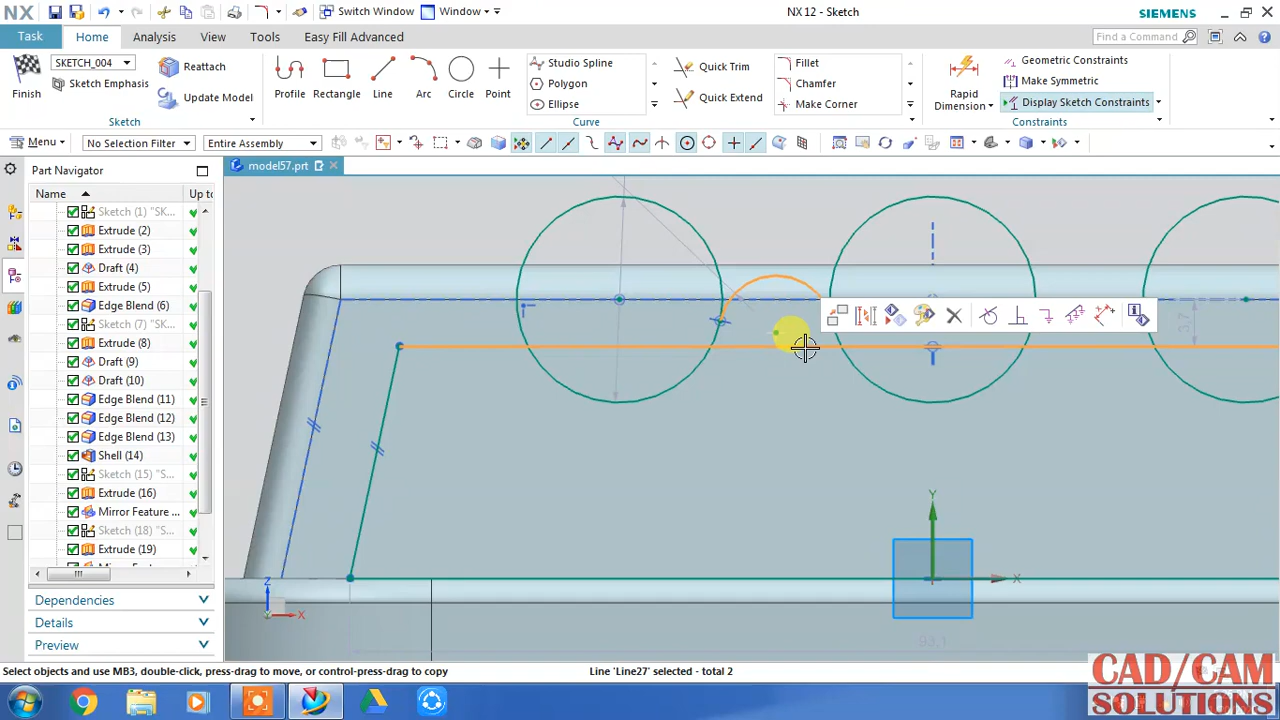 NX
Switch Window
Window
NX 12 - Sketch
SIEMENS
Task
Home
Analysis
View
Tools
Easy Fill Advanced
Find a Command
SKETCH_004
Reattach
Sketch Emphasis
Update Model
Finish
Profile
Rectangle
Line
Arc
Circle
Point
Studio Spline
Polygon
Ellipse
Quick Trim
Quick Extend
Fillet
Chamfer
Make Corner
Rapid
Dimension
Geometric Constraints
Make Symmetric
Display Sketch Constraints
Sketch
Curve
Constraints
Menu
No Selection Filter
Entire Assembly
Part Navigator
model57.prt
Name
Up to
Sketch (1) "SK...
Extrude (2)
Extrude (3)
Draft (4)
Extrude (5)
Edge Blend (6)
Sketch (7) "SK...
Extrude (8)
Draft (9)
Draft (10)
Edge Blend (11)
Edge Blend (12)
Edge Blend (13)
Shell (14)
Sketch (15) "S...
Extrude (16)
Mirror Feature ...
Sketch (18) "S...
Extrude (19)
Dependencies
Details
Preview
3.7
Y
X
Z
X
Y
93.1
Select objects and use MB3, double-click, press-drag to move, or control-press-drag to copy
Line 'Line27' selected - total 2
CAD/CAM
SOLUTIONS